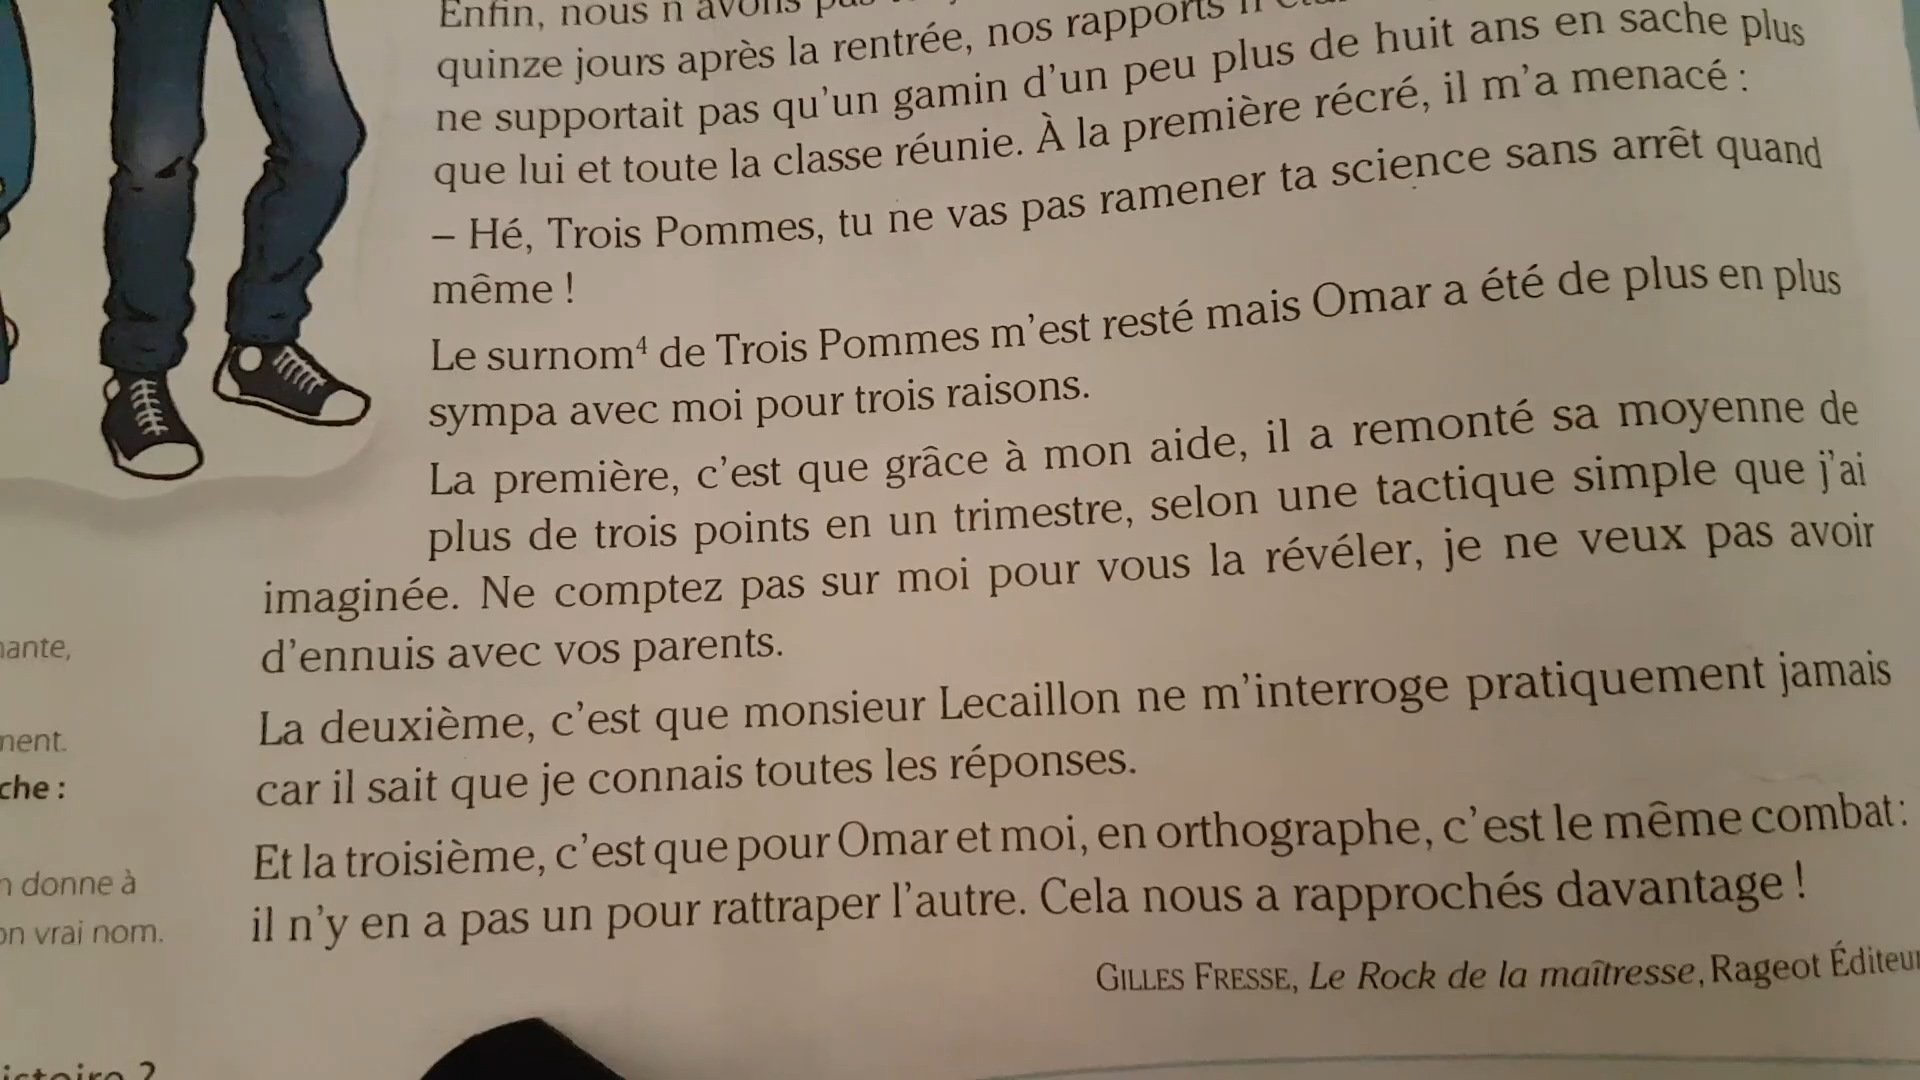 Enfin, nous n'avons
quinze jours après la rentrée, nos rapports
ne supportait pas qu'un gamin d'un peu plus de huit ans en sache plus
que lui et toute la classe réunie. À la première récré, il m'a menacé :
– Hé, Trois Pommes, tu ne vas pas ramener ta science sans arrêt quand
même !
Le surnom⁴ de Trois Pommes m'est resté mais Omar a été de plus en plus
sympa avec moi pour trois raisons.
La première, c'est que grâce à mon aide, il a remonté sa moyenne de
plus de trois points en un trimestre, selon une tactique simple que j'ai
imaginée. Ne comptez pas sur moi pour vous la révéler, je ne veux pas avoir
d'ennuis avec vos parents.
La deuxième, c'est que monsieur Lecaillon ne m'interroge pratiquement jamais
car il sait que je connais toutes les réponses.
Et la troisième, c'est que pour Omar et moi, en orthographe, c'est le même combat :
il n'y en a pas un pour rattraper l'autre. Cela nous a rapprochés davantage !
GILLES FRESSE, Le Rock de la maîtresse, Rageot Éditeur
che :
donne à
vrai nom.